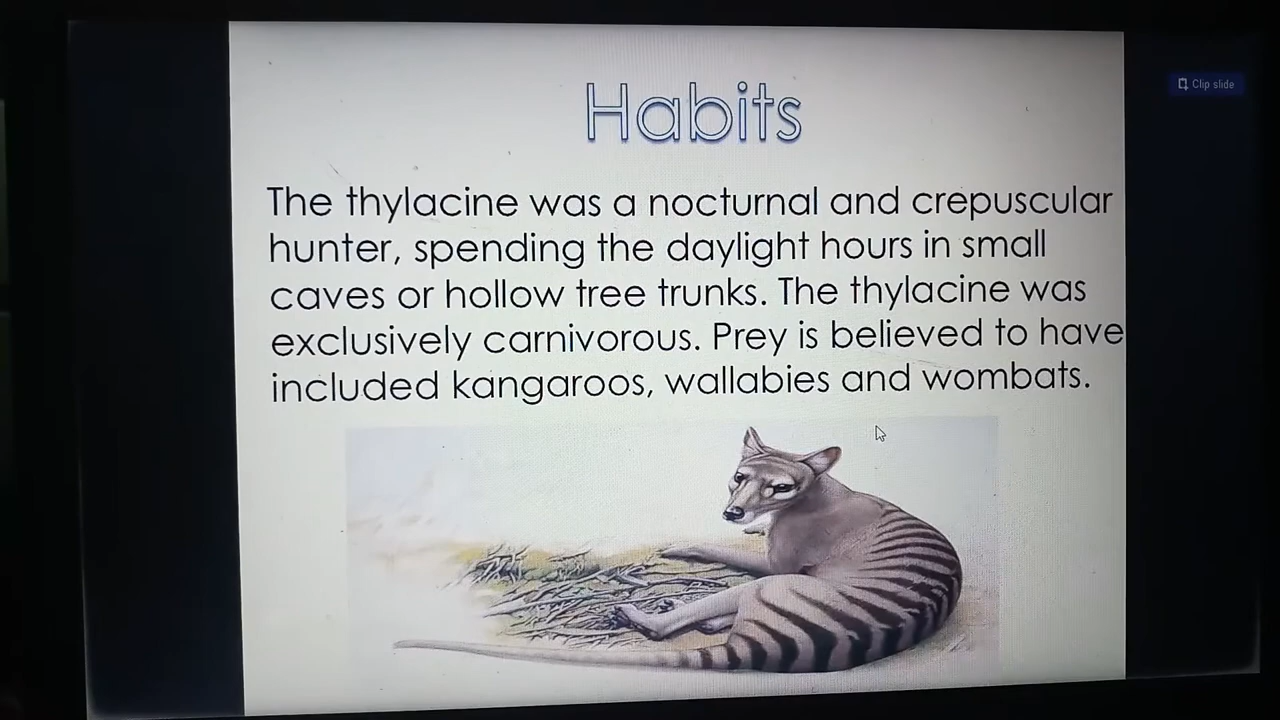 Habits
Clip slide
The thylacine was a nocturnal and crepuscular
hunter, spending the daylight hours in small
caves or hollow tree trunks. The thylacine was
exclusively carnivorous. Prey is believed to have
included kangaroos, wallabies and wombats.